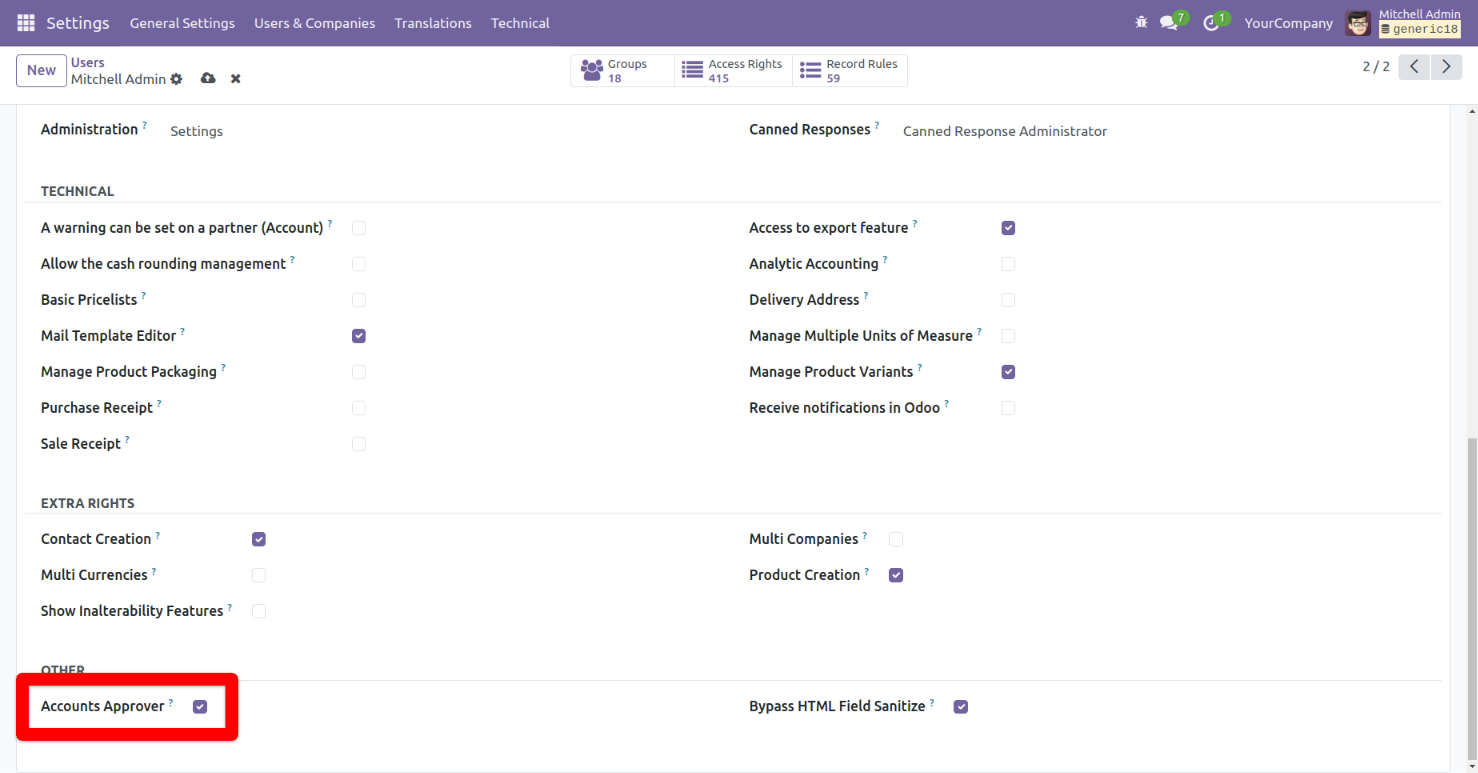 Settings General Settings Users & Companies Translations Technical 7 1 YourCompany Mitchell Admin
generic18
New Users
Mitchell Admin
Groups 18
Access Rights 415
Record Rules 59
2 / 2
Administration ? Settings
Canned Responses ? Canned Response Administrator
TECHNICAL
A warning can be set on a partner (Account) ?
Access to export feature ?
Allow the cash rounding management ?
Analytic Accounting ?
Basic Pricelists ?
Delivery Address ?
Mail Template Editor ?
Manage Multiple Units of Measure ?
Manage Product Packaging ?
Manage Product Variants ?
Purchase Receipt ?
Receive notifications in Odoo ?
Sale Receipt ?
EXTRA RIGHTS
Contact Creation ?
Multi Companies ?
Multi Currencies ?
Product Creation ?
Show Inalterability Features ?
OTHER
Accounts Approver ?
Bypass HTML Field Sanitize ?